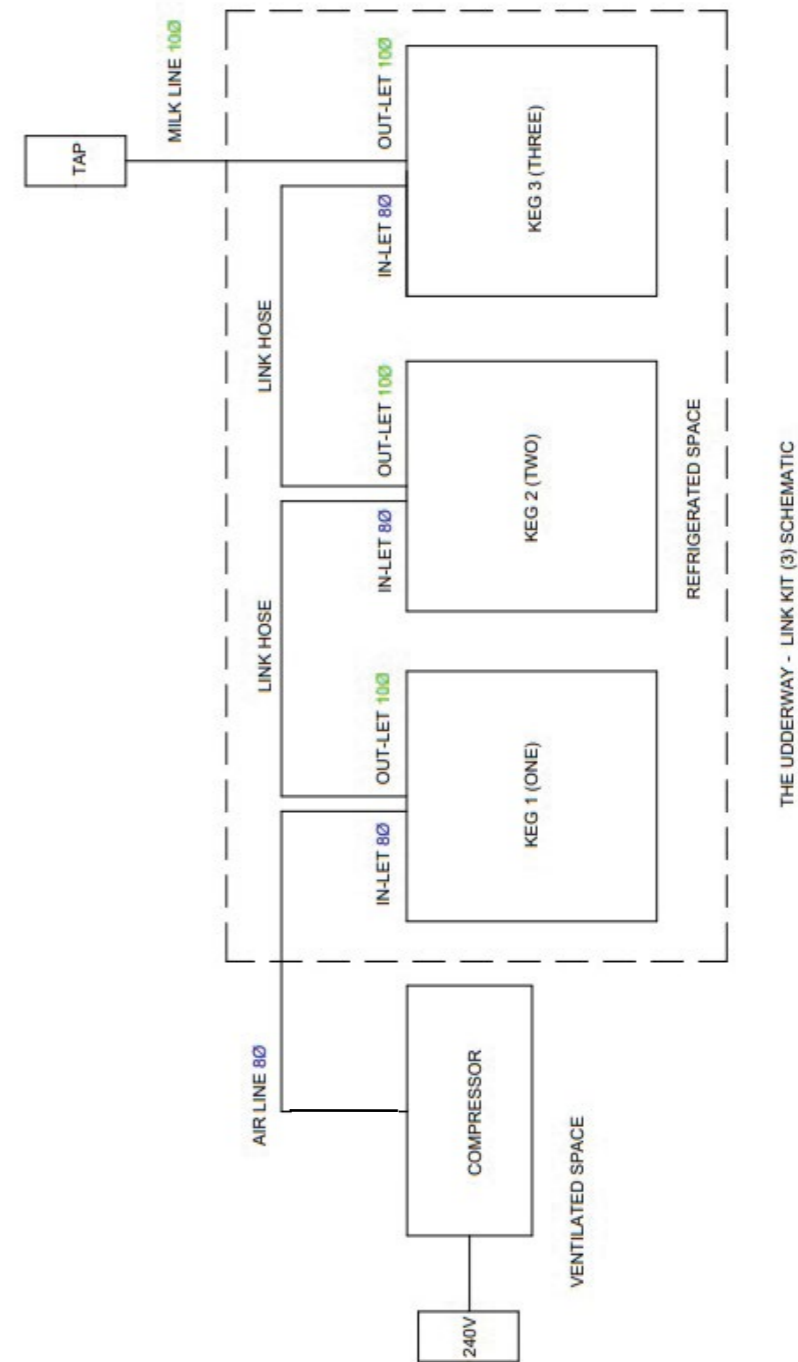 TAP
MILK LINE 10Ø
AIR LINE 8Ø
LINK HOSE
LINK HOSE
IN-LET 8Ø
OUT-LET 10Ø
IN-LET 8Ø
OUT-LET 10Ø
IN-LET 8Ø
OUT-LET 10Ø
240V
COMPRESSOR
KEG 1 (ONE)
KEG 2 (TWO)
KEG 3 (THREE)
VENTILATED SPACE
REFRIGERATED SPACE
THE UDDERWAY - LINK KIT (3) SCHEMATIC